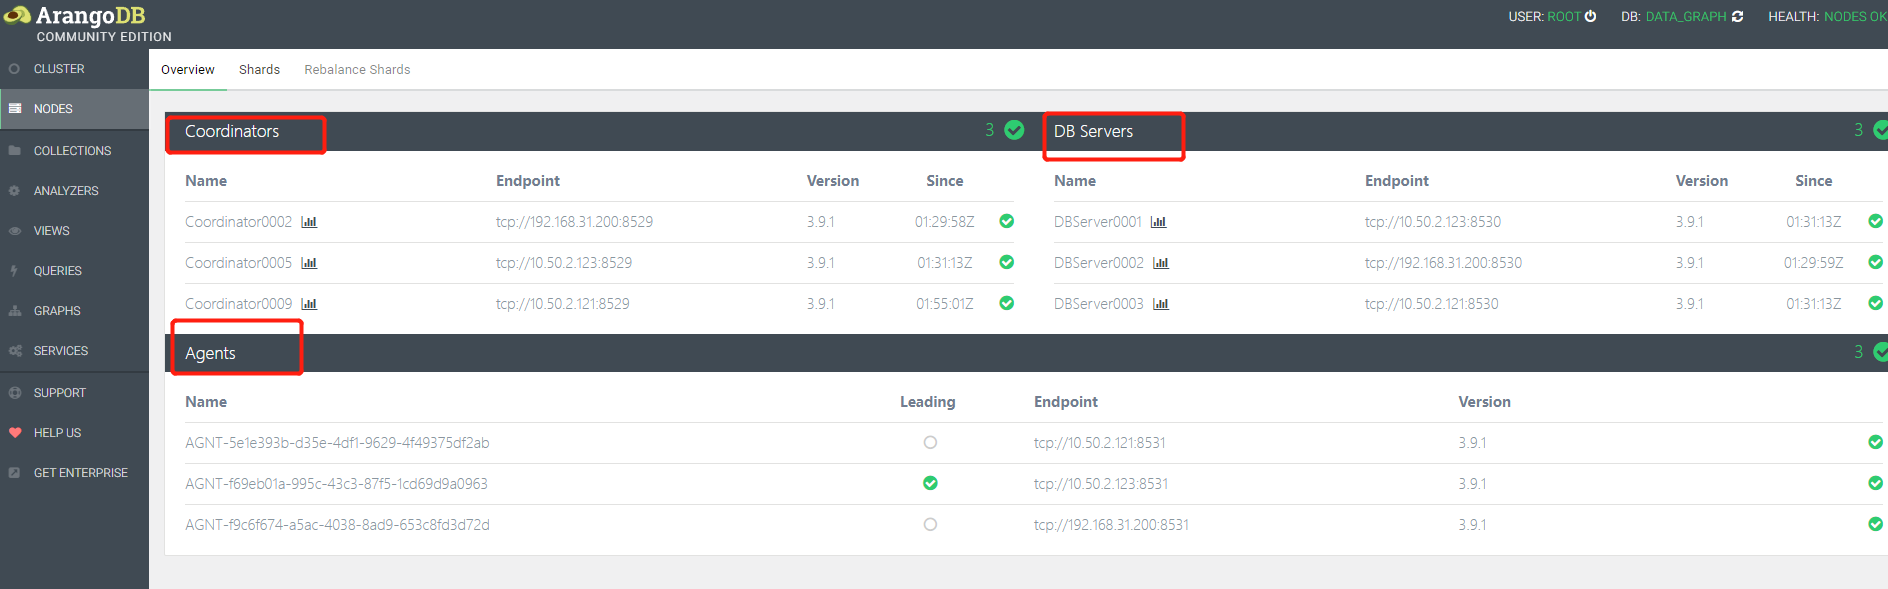 ArangoDB
COMMUNITY EDITION
USER: ROOT DB: DATA_GRAPH HEALTH: NODES OK
CLUSTER
NODES
COLLECTIONS
ANALYZERS
VIEWS
QUERIES
GRAPHS
SERVICES
SUPPORT
HELP US
GET ENTERPRISE
Overview Shards Rebalance Shards
Coordinators 3
Name Endpoint Version Since
Coordinator0002 tcp://192.168.31.200:8529 3.9.1 01:29:58Z
Coordinator0005 tcp://10.50.2.123:8529 3.9.1 01:31:13Z
Coordinator0009 tcp://10.50.2.121:8529 3.9.1 01:55:01Z
DB Servers 3
Name Endpoint Version Since
DBServer0001 tcp://10.50.2.123:8530 3.9.1 01:31:13Z
DBServer0002 tcp://192.168.31.200:8530 3.9.1 01:29:59Z
DBServer0003 tcp://10.50.2.121:8530 3.9.1 01:31:13Z
Agents 3
Name Leading Endpoint Version
AGNT-5e1e393b-d35e-4df1-9629-4f49375df2ab tcp://10.50.2.121:8531 3.9.1
AGNT-f69eb01a-995c-43c3-87f5-1cd69d9a0963 tcp://10.50.2.123:8531 3.9.1
AGNT-f9c6f674-a5ac-4038-8ad9-653c8fd3d72d tcp://192.168.31.200:8531 3.9.1